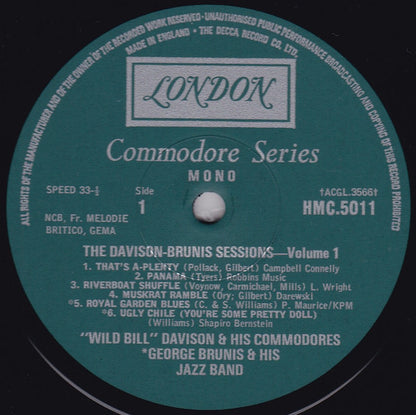 ALL RIGHTS OF THE MANUFACTURER AND OF THE OWNER OF THE RECORDED WORK RESERVED · UNAUTHORISED PUBLIC PERFORMANCE BROADCASTING AND COPYING OF THIS RECORD PROHIBITED
MADE IN ENGLAND · THE DECCA RECORD CO. LTD.
LONDON
Commodore Series
MONO
SPEED 33-⅓
Side
1
†ACGL.3566†
HMC.5011
NCB, Fr. MELODIE
BRITICO, GEMA
THE DAVISON-BRUNIS SESSIONS—Volume 1
1. THAT'S A-PLENTY (Pollack, Gilbert) Campbell Connelly
2. PANAMA (Tyers) Robbins Music
3. RIVERBOAT SHUFFLE (Voynow, Carmichael, Mills) L. Wright
4. MUSKRAT RAMBLE (Ory; Gilbert) Darewski
*5. ROYAL GARDEN BLUES (C. & S. Williams) P. Maurice/KPM
*6. UGLY CHILE (YOU'RE SOME PRETTY DOLL)
(Williams) Shapiro Bernstein
"WILD BILL" DAVISON & HIS COMMODORES
*GEORGE BRUNIS & HIS
JAZZ BAND